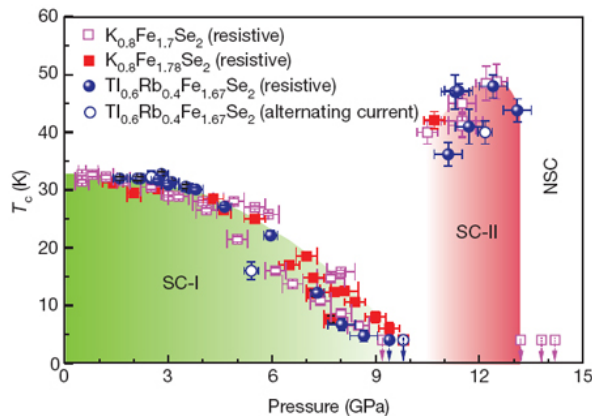 K₀.₈Fe₁.₇Se₂ (resistive)
K₀.₈Fe₁.₇₈Se₂ (resistive)
Tl₀.₆Rb₀.₄Fe₁.₆₇Se₂ (resistive)
Tl₀.₆Rb₀.₄Fe₁.₆₇Se₂ (alternating current)
60
50
40
30
20
10
0
T_c (K)
SC-I
SC-II
NSC
0 3 6 9 12 15
Pressure (GPa)